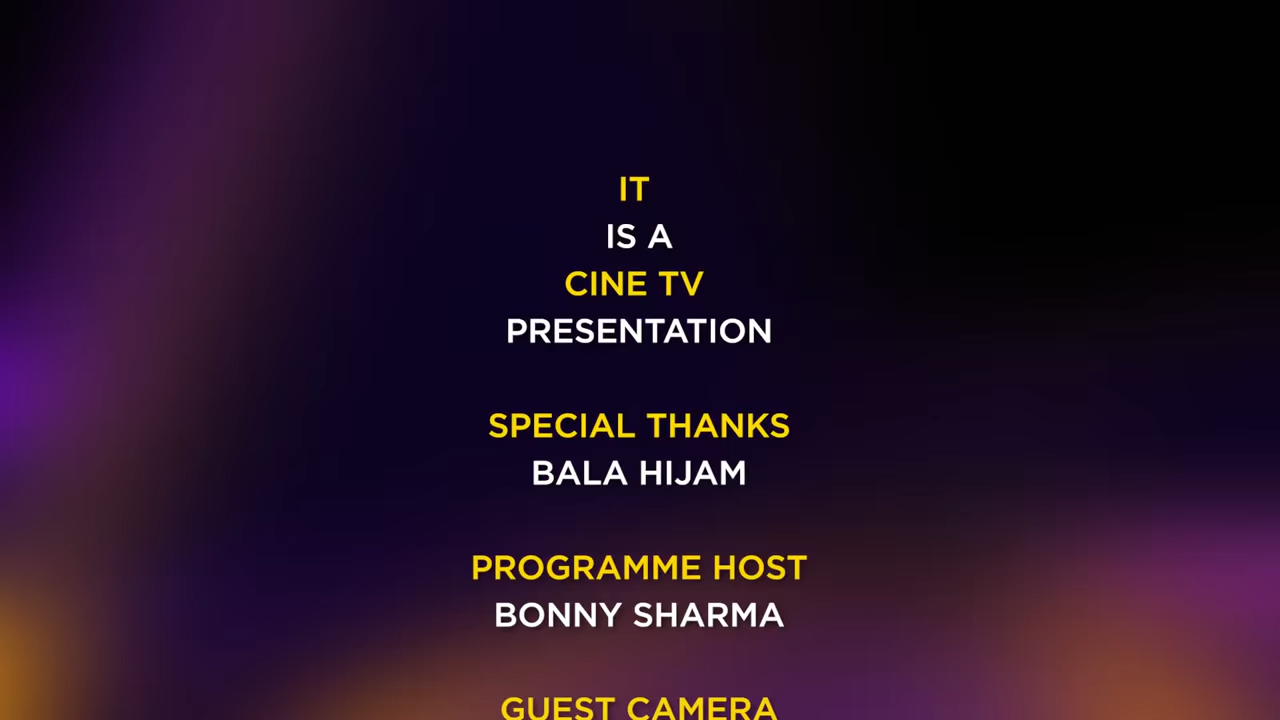 IT
IS A
CINE TV
PRESENTATION
SPECIAL THANKS
BALA HIJAM
PROGRAMME HOST
BONNY SHARMA
GUEST CAMERA